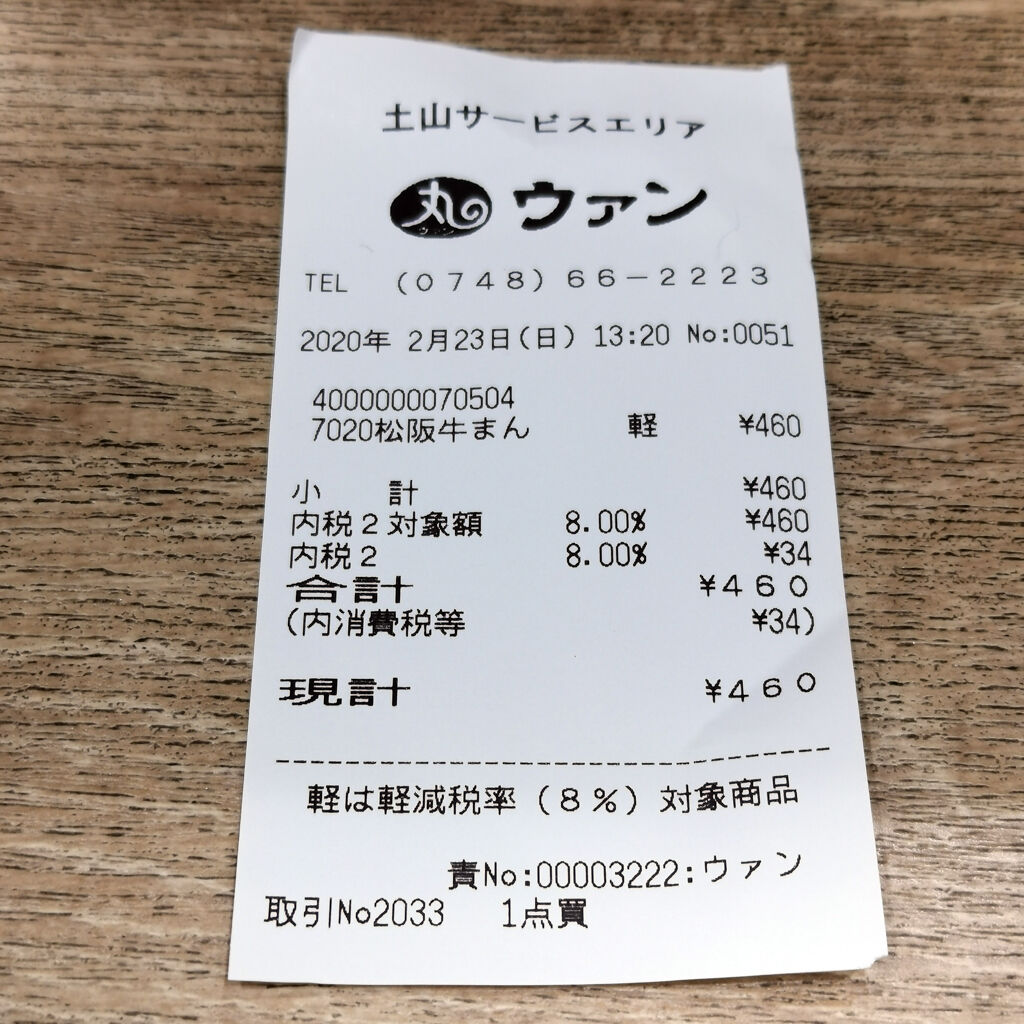 土山サービスエリア
丸 ウァン
TEL (0748)66-2223
2020年 2月23日(日) 13:20 No:0051
4000000070504
7020松阪牛まん 軽 ¥460
小 計 ¥460
内税2対象額 8.00% ¥460
内税2 8.00% ¥34
合計 ¥460
(内消費税等 ¥34)
現計 ¥460
軽は軽減税率(8%)対象商品
責No:00003222:ウァン
取引No2033 1点買